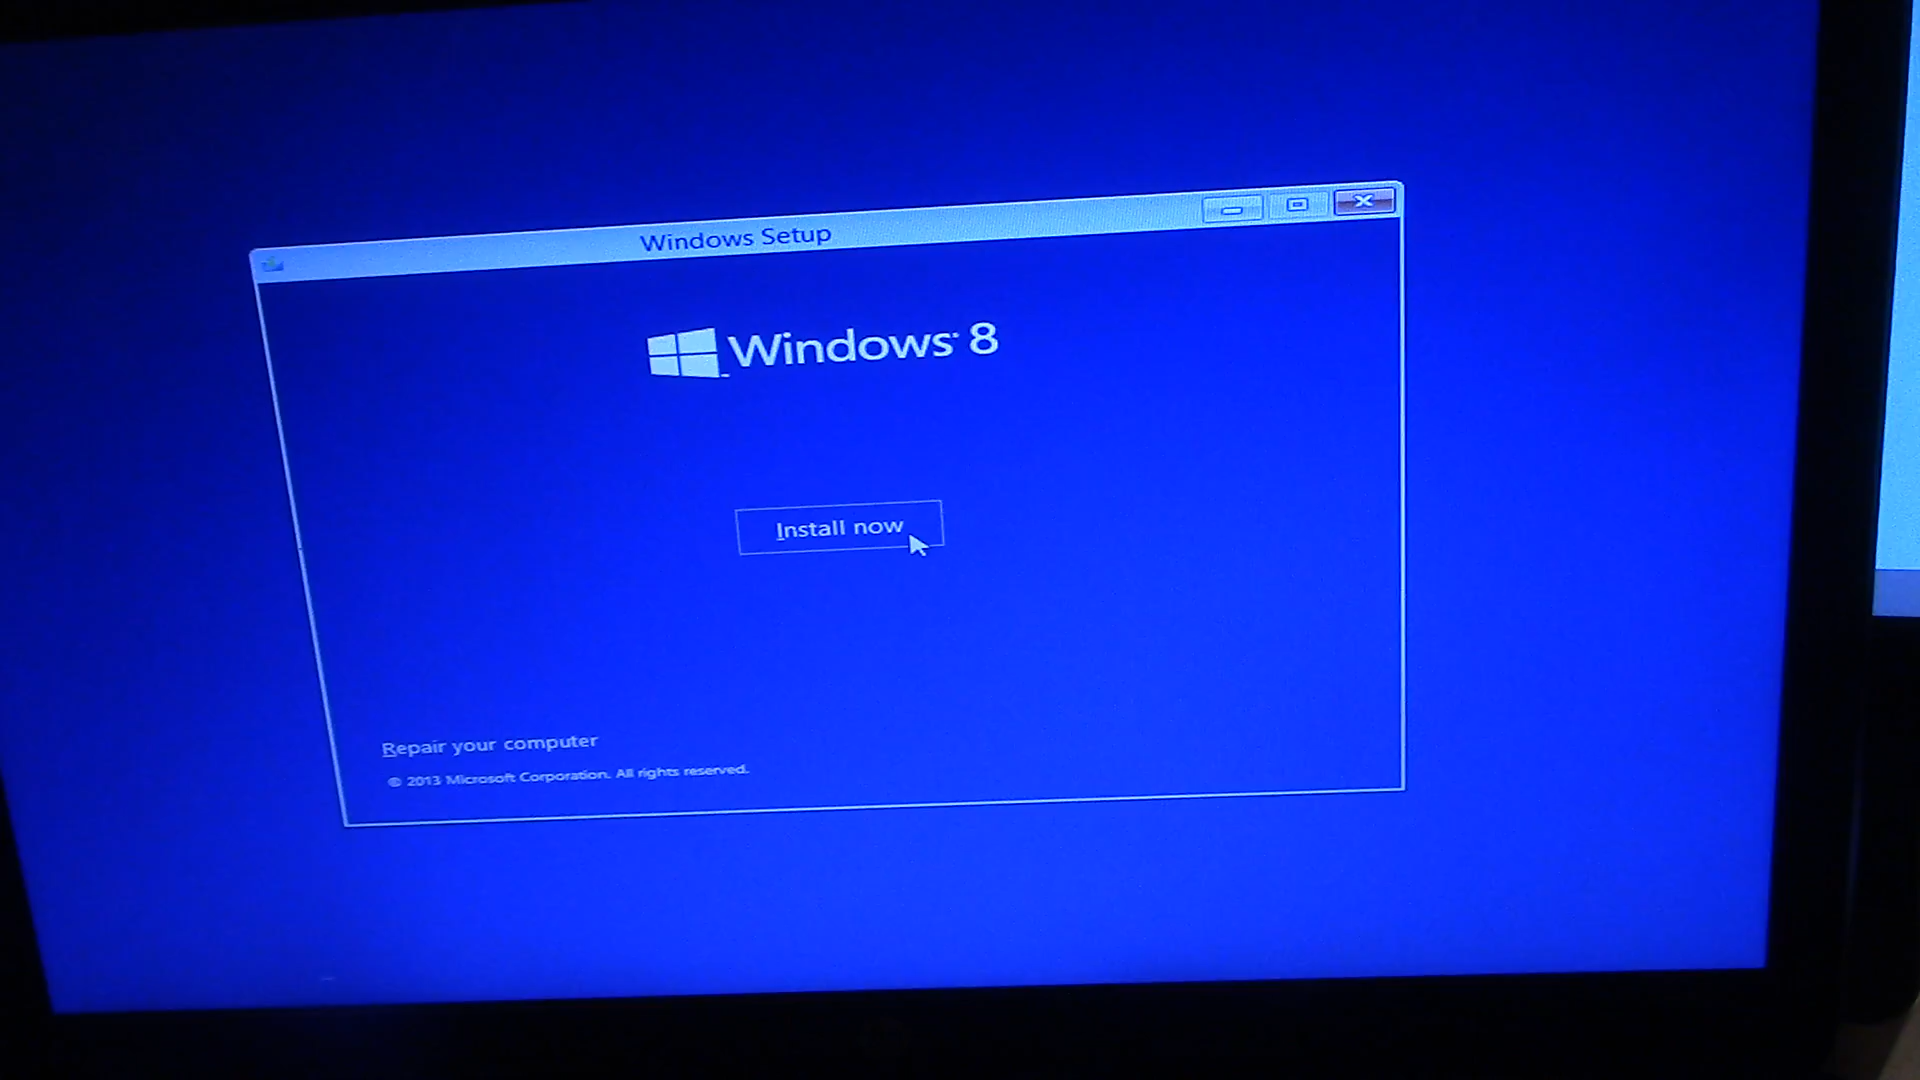 Windows Setup
Windows 8
Install now
Repair your computer
© 2013 Microsoft Corporation. All rights reserved.